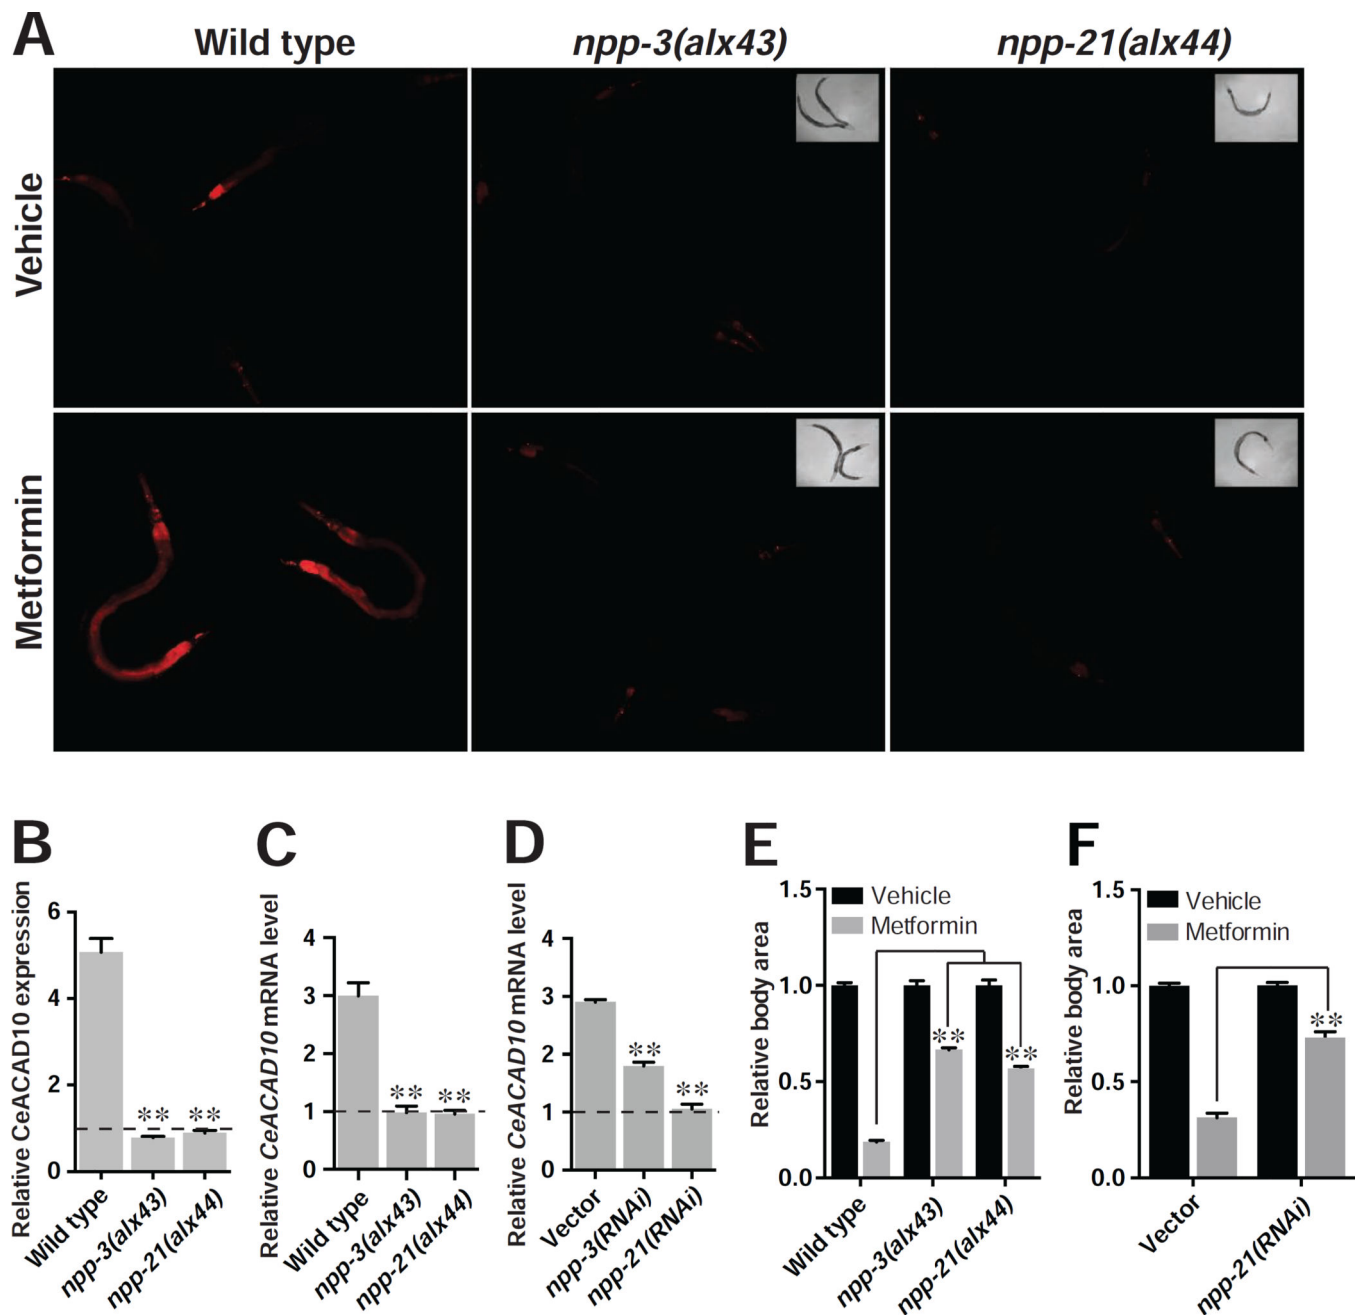 A
Wild type
npp-3(alx43)
npp-21(alx44)
Vehicle
Metformin
B
Relative CeACAD10 expression
6
4
2
0
**
**
Wild type
npp-3(alx43)
npp-21(alx44)
C
Relative CeACAD10 mRNA level
4
3
2
1
0
**
**
Wild type
npp-3(alx43)
npp-21(alx44)
D
Relative CeACAD10 mRNA level
4
3
2
1
0
**
**
Vector
npp-3(RNAi)
npp-21(RNAi)
E
Relative body area
1.5
1.0
0.5
0.0
Vehicle
Metformin
**
**
Wild type
npp-3(alx43)
npp-21(alx44)
F
Relative body area
1.5
1.0
0.5
0.0
Vehicle
Metformin
**
Vector
npp-21(RNAi)